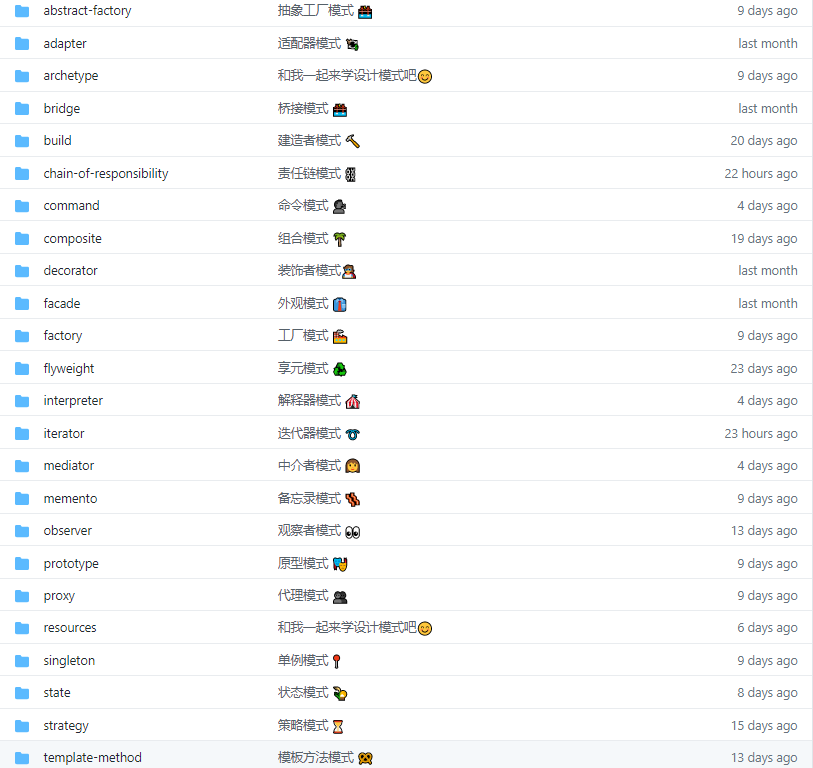 abstract-factory 抽象工厂模式 9 days ago
adapter 适配器模式 last month
archetype 和我一起来学设计模式吧😊 9 days ago
bridge 桥接模式 last month
build 建造者模式 🔨 20 days ago
chain-of-responsibility 责任链模式 22 hours ago
command 命令模式 4 days ago
composite 组合模式 🌴 19 days ago
decorator 装饰者模式 last month
facade 外观模式 last month
factory 工厂模式 9 days ago
flyweight 享元模式 ♻ 23 days ago
interpreter 解释器模式 🎪 4 days ago
iterator 迭代器模式 ➰ 23 hours ago
mediator 中介者模式 👩 4 days ago
memento 备忘录模式 9 days ago
observer 观察者模式 👀 13 days ago
prototype 原型模式 9 days ago
proxy 代理模式 👥 9 days ago
resources 和我一起来学设计模式吧😊 6 days ago
singleton 单例模式 📍 9 days ago
state 状态模式 8 days ago
strategy 策略模式 ⏳ 15 days ago
template-method 模板方法模式 🥨 13 days ago